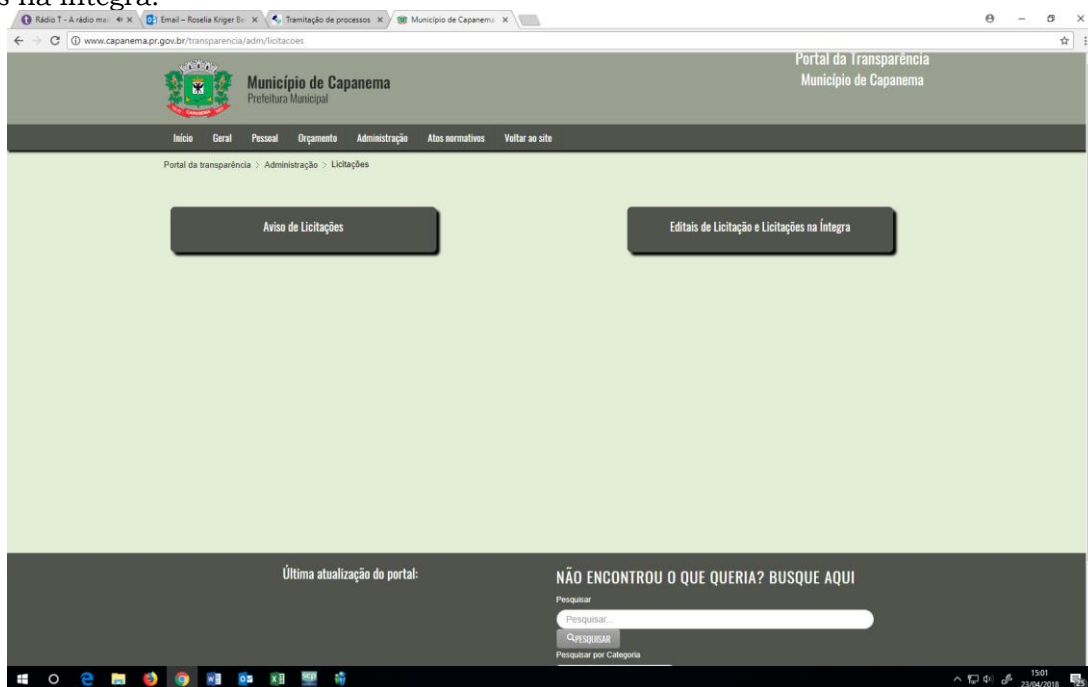 s na íntegra.
Rádio T - A rádio mai
Email – Roselia Kriger Be
Tramitação de processos
Município de Capanema
www.capanema.pr.gov.br/transparencia/adm/licitacoes
Portal da Transparência
Município de Capanema
Município de Capanema
Prefeitura Municipal
Início Geral Pessoal Orçamento Administração Atos normativos Voltar ao site
Portal da transparência > Administração > Licitações
Aviso de Licitações
Editais de Licitação e Licitações na Íntegra
Última atualização do portal:
NÃO ENCONTROU O QUE QUERIA? BUSQUE AQUI
Pesquisar
Pesquisar...
PESQUISAR
Pesquisar por Categoria
15:01
23/04/2018